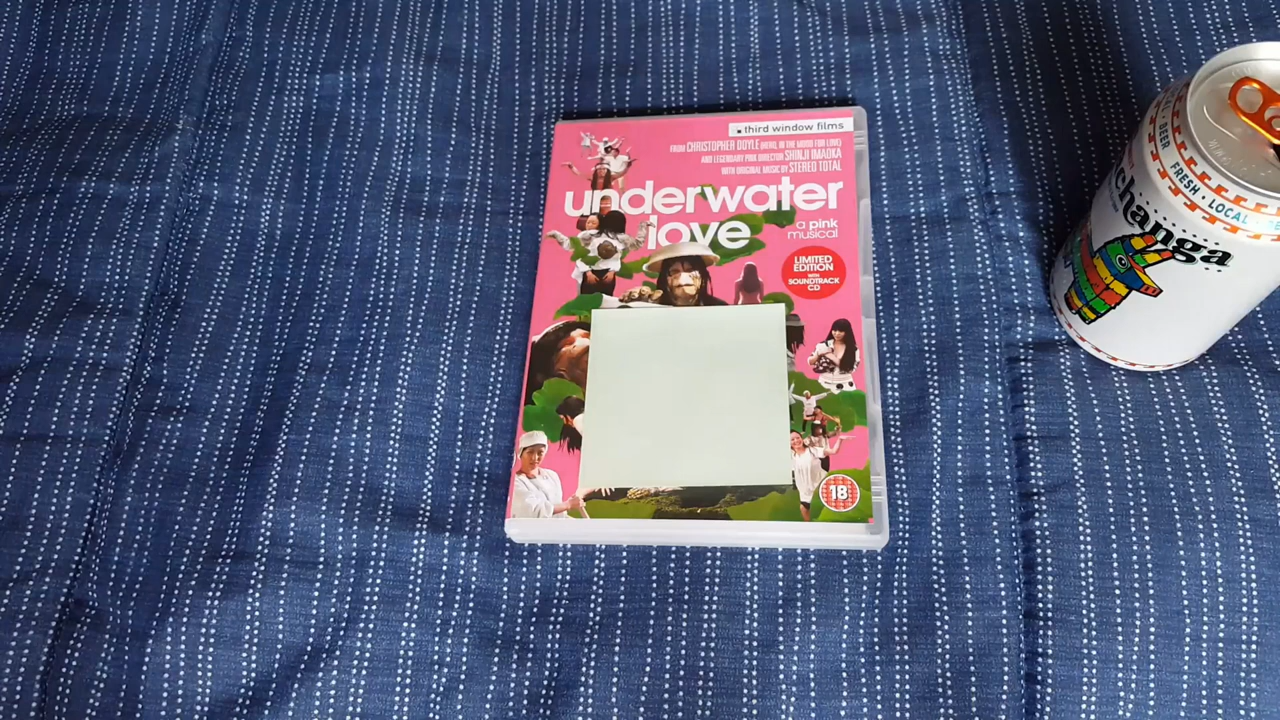 third window films
FROM CHRISTOPHER DOYLE (HERO, IN THE MOOD FOR LOVE)
AND LEGENDARY PINK DIRECTOR SHINJI IMAOKA
WITH ORIGINAL MUSIC BY STEREO TOTAL
underwater
love
a pink
musical
LIMITED
EDITION
WITH
SOUNDTRACK
CD
18
BEER FRESH · LOCAL
changa